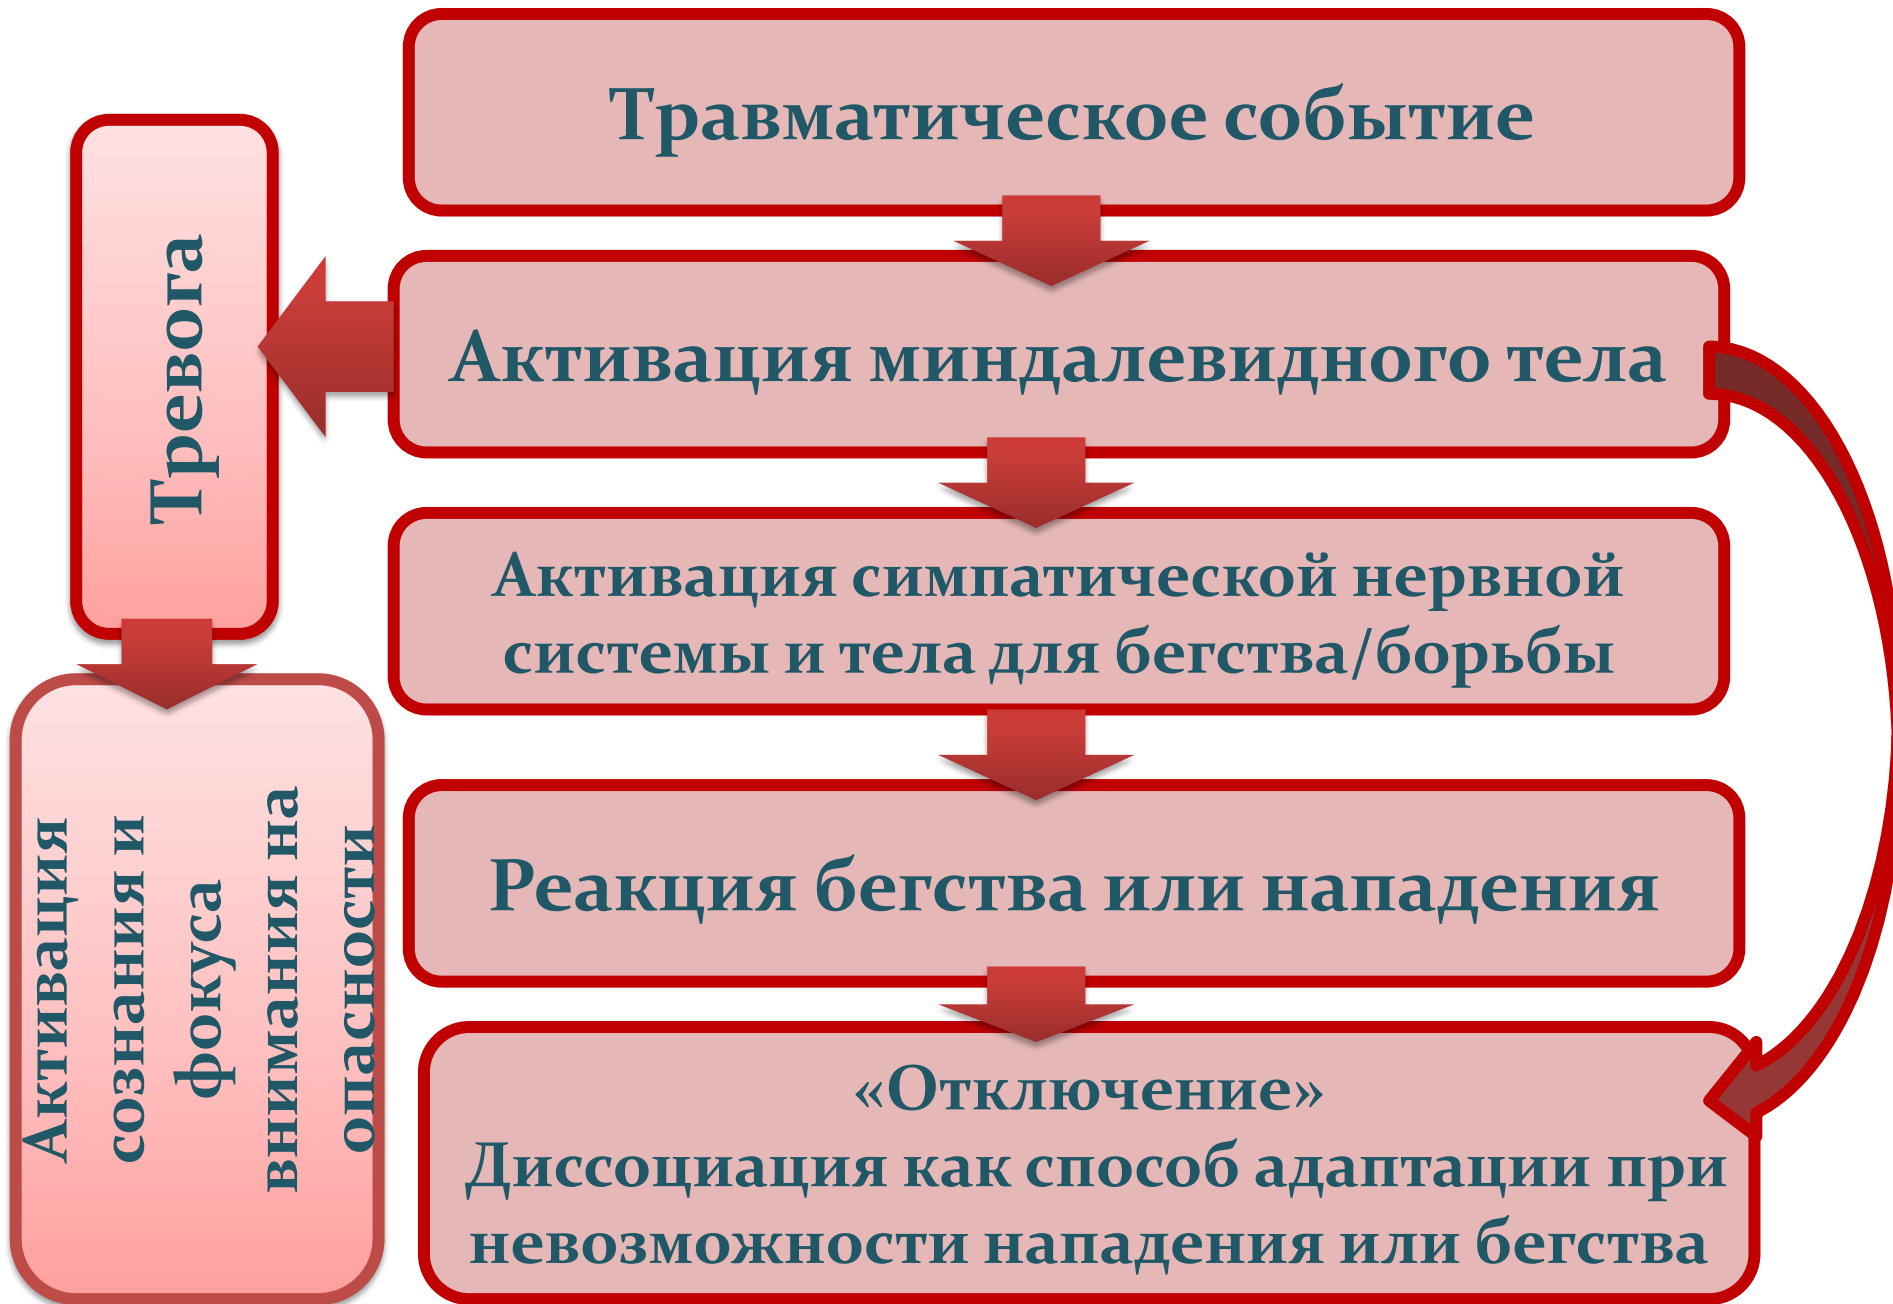 Травматическое событие
Тревога
Активация миндалевидного тела
Активация симпатической нервной
системы и тела для бегства/борьбы
Активация
сознания и
фокуса
внимания на
опасности
Реакция бегства или нападения
«Отключение»
Диссоциация как способ адаптации при
невозможности нападения или бегства